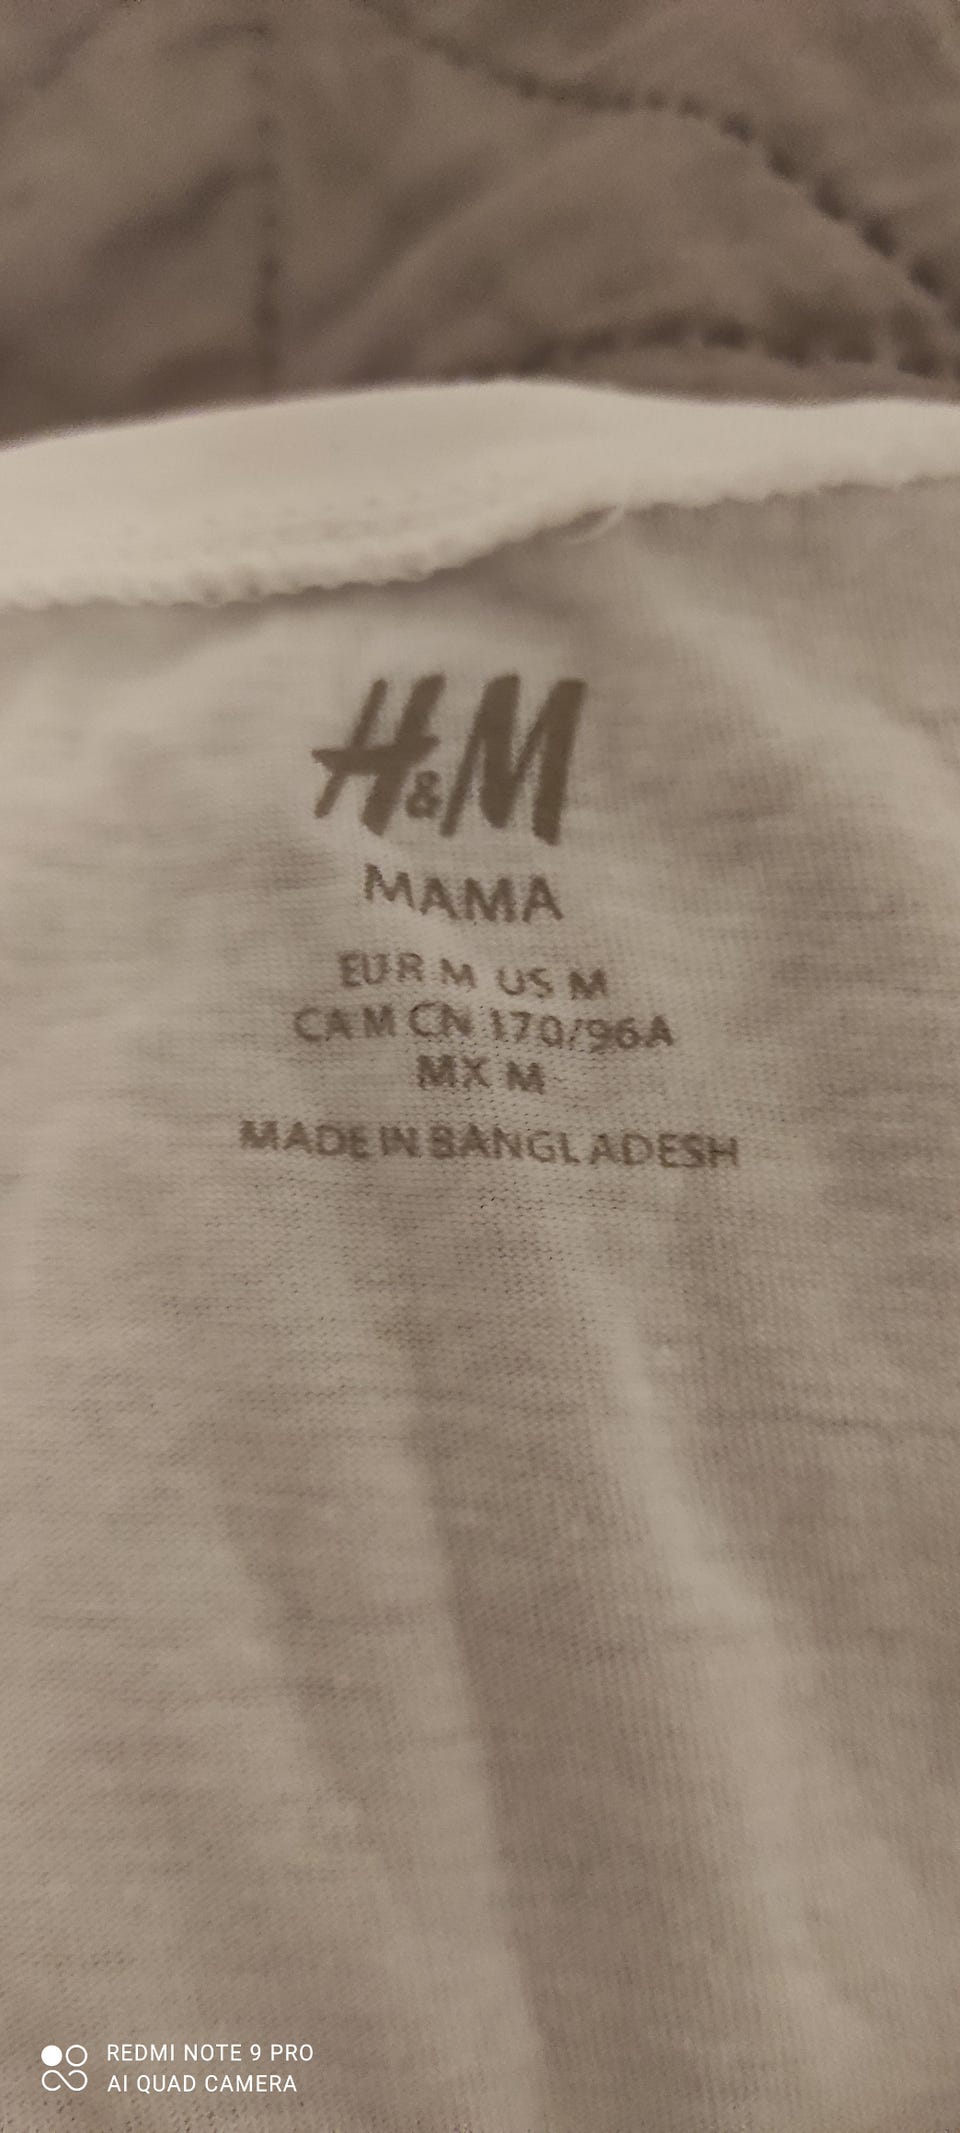 H&M
MAMA
EUR M US M
CA M CN 170/96A
MX M
MADE IN BANGLADESH
REDMI NOTE 9 PRO
AI QUAD CAMERA